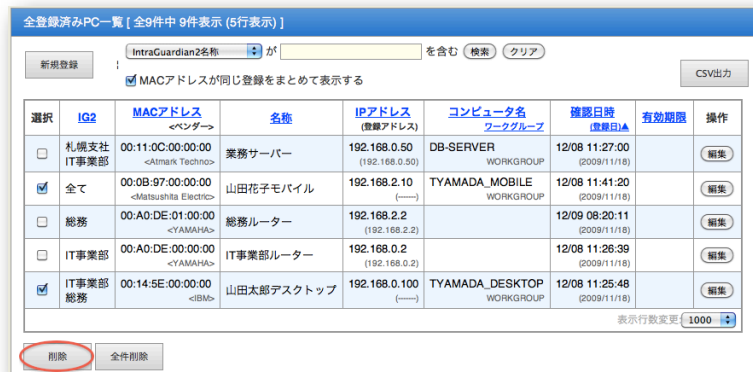 全登録済みPC一覧 [ 全9件中 9件表示 (5行表示) ]
新規登録 IntraGuardian2名称 が を含む 検索 クリア
MACアドレスが同じ登録をまとめて表示する CSV出力
選択 IG2 MACアドレス 名称 IPアドレス コンピュータ名 確認日時 有効期限 操作
<ベンダー> (登録アドレス) ワークグループ (登録日)▲
札幌支社 00:11:0C:00:00:00 業務サーバー 192.168.0.50 DB-SERVER 12/08 11:27:00 編集
IT事業部 <Atmark Techno> (192.168.0.50) WORKGROUP (2009/11/18)
全て 00:0B:97:00:00:00 山田花子モバイル 192.168.2.10 TYAMADA_MOBILE 12/08 11:41:20 編集
<Matsushita Electric> (-------) WORKGROUP (2009/11/18)
総務 00:A0:DE:01:00:00 総務ルーター 192.168.2.2 12/09 08:20:11 編集
<YAMAHA> (192.168.2.2) (2009/11/18)
IT事業部 00:A0:DE:00:00:00 IT事業部ルーター 192.168.0.2 12/08 11:26:39 編集
<YAMAHA> (192.168.0.2) (2009/11/18)
IT事業部 00:14:5E:00:00:00 山田太郎デスクトップ 192.168.0.100 TYAMADA_DESKTOP 12/08 11:25:48 編集
総務 <IBM> (-------) WORKGROUP (2009/11/18)
表示行数変更: 1000
削除 全件削除